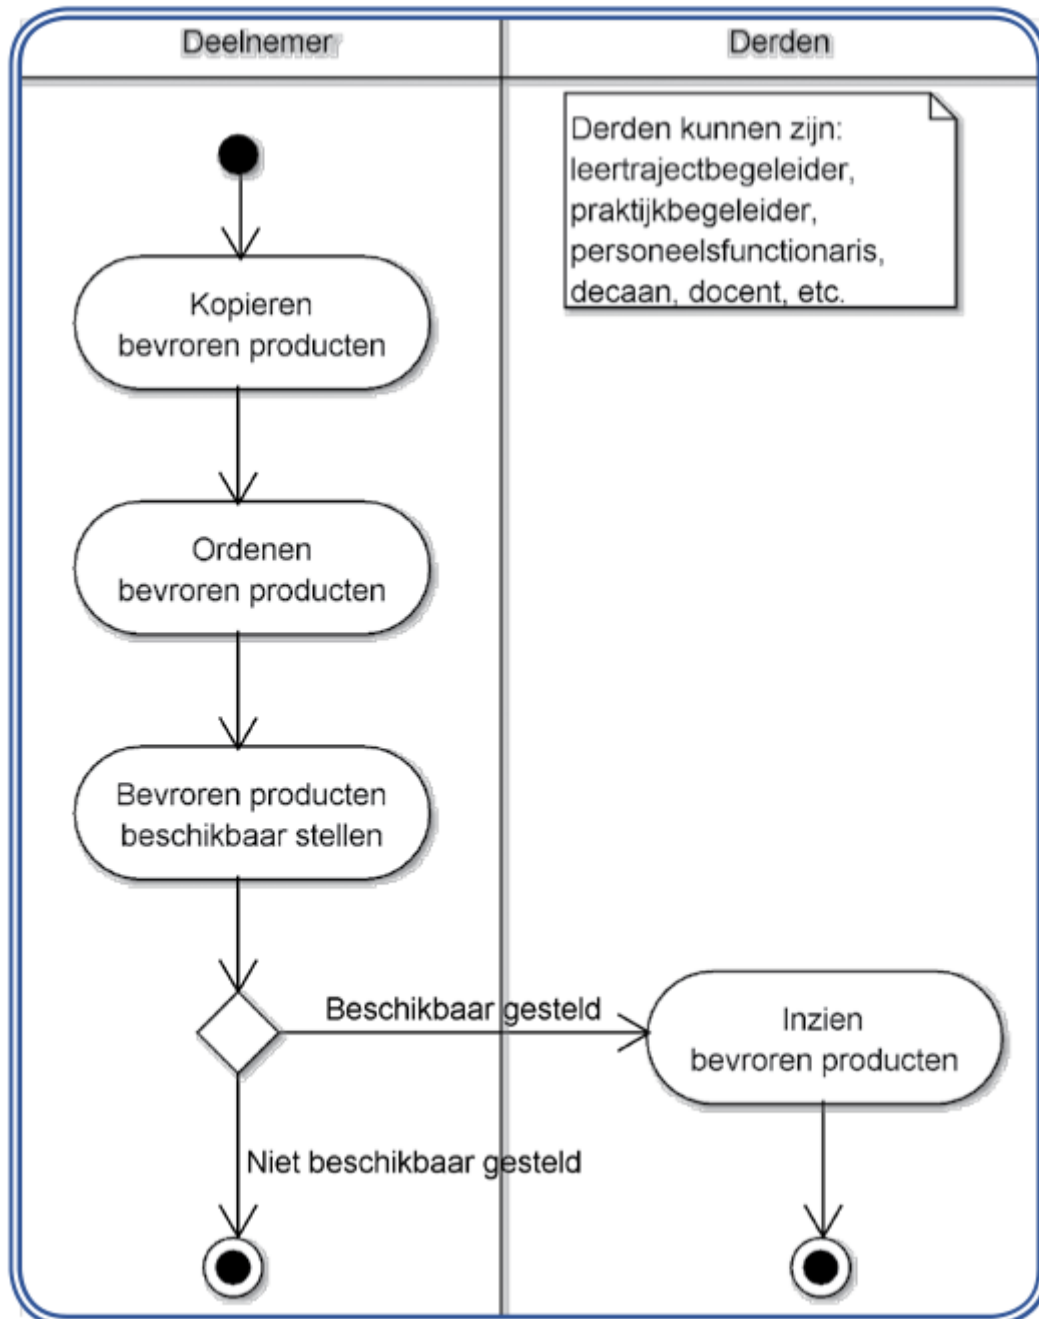 Deelnemer
Derden
Derden kunnen zijn:
leertrajectbegeleider,
praktijkbegeleider,
personeelsfunctionaris,
decaan, docent, etc.
Kopieren
bevroren producten
Ordenen
bevroren producten
Bevroren producten
beschikbaar stellen
Beschikbaar gesteld
Inzien
bevroren producten
Niet beschikbaar gesteld